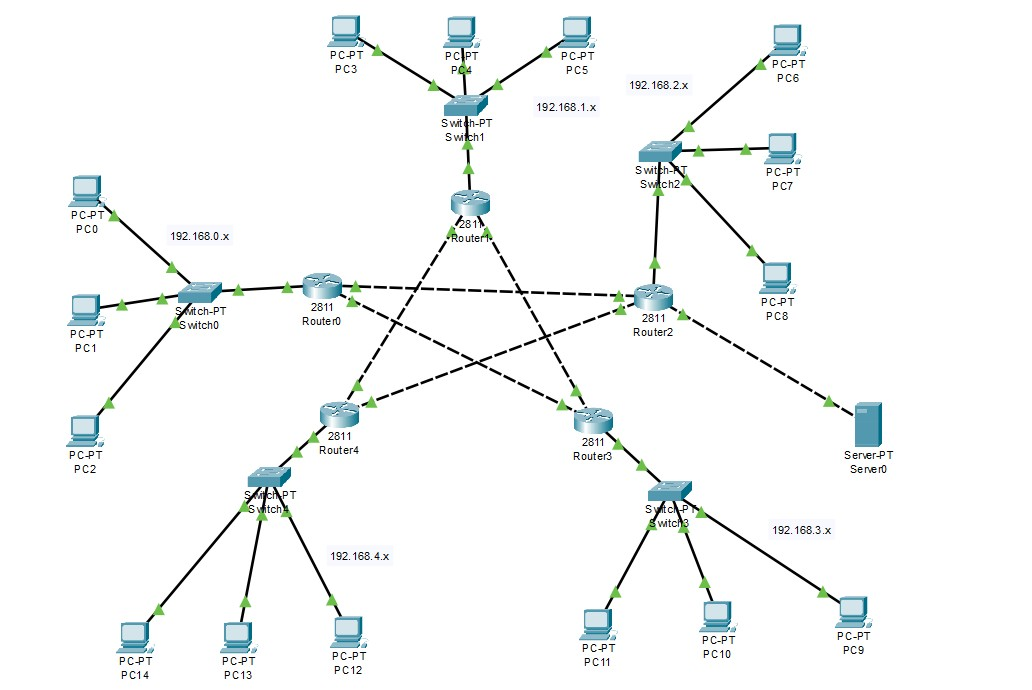 PC-PT
PC3
PC-PT
PC4
PC-PT
PC5
PC-PT
PC6
192.168.2.x
192.168.1.x
Switch-PT
Switch1
PC-PT
PC7
Switch-PT
Switch2
PC-PT
PC0
192.168.0.x
2811
Router1
PC-PT
PC8
Switch-PT
Switch0
2811
Router0
2811
Router2
PC-PT
PC1
PC-PT
PC2
2811
Router4
2811
Router3
Server-PT
Server0
Switch-PT
Switch4
Switch-PT
Switch3
192.168.3.x
192.168.4.x
PC-PT
PC14
PC-PT
PC13
PC-PT
PC12
PC-PT
PC11
PC-PT
PC10
PC-PT
PC9